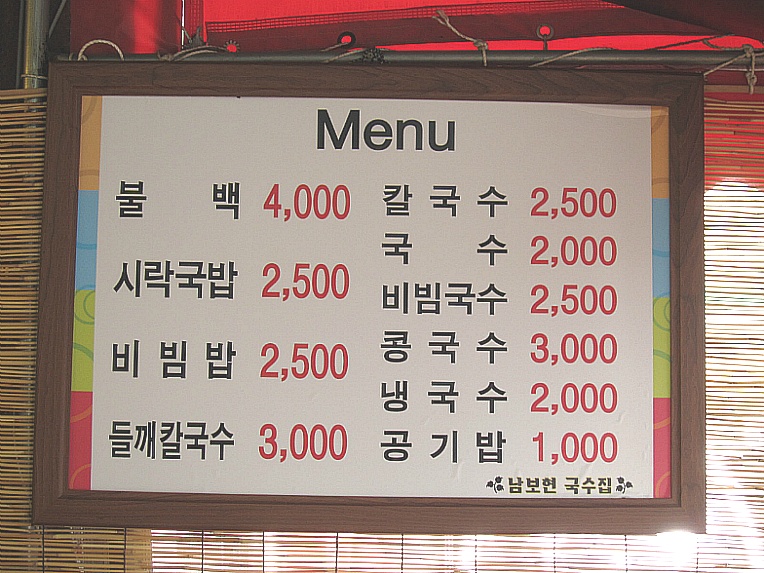 Menu
불 백 4,000
시락국밥 2,500
비빔밥 2,500
들깨칼국수 3,000
칼국수 2,500
국 수 2,000
비빔국수 2,500
콩국수 3,000
냉국수 2,000
공기밥 1,000
남보현 국수집